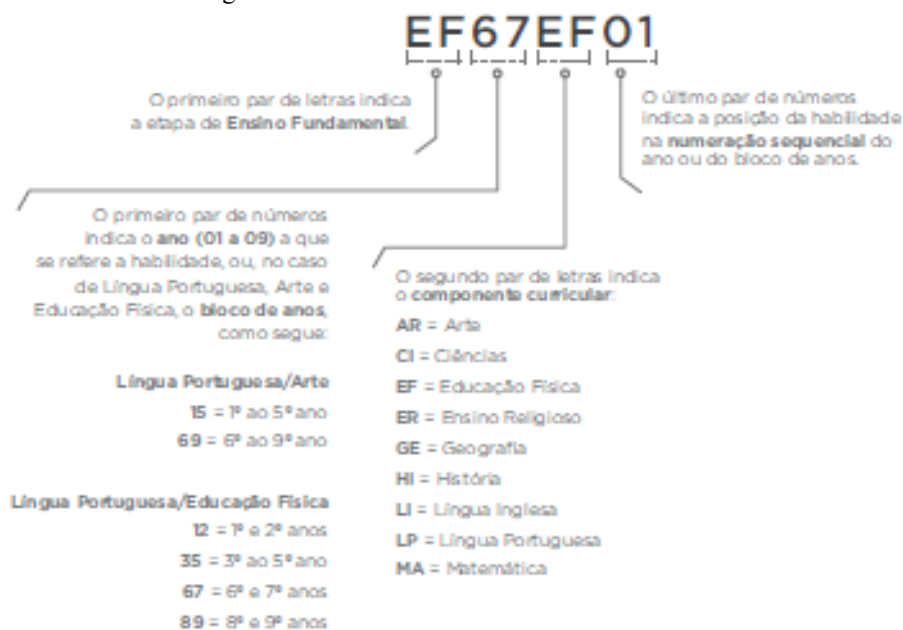 EF67EF01
O primeiro par de letras indica
a etapa de Ensino Fundamental.
O último par de números
indica a posição da habilidade
na numeração sequencial do
ano ou do bloco de anos.
O primeiro par de números
indica o ano (01 a 09) a que
se refere a habilidade, ou, no caso
de Língua Portuguesa, Arte e
Educação Física, o bloco de anos,
como segue:
Língua Portuguesa/Arte
15 = 1º ao 5º ano
69 = 6º ao 9º ano
Língua Portuguesa/Educação Física
12 = 1º e 2º anos
35 = 3º ao 5º ano
67 = 6º e 7º anos
89 = 8º e 9º anos
O segundo par de letras indica
o componente curricular:
AR = Arte
CI = Ciências
EF = Educação Física
ER = Ensino Religioso
GE = Geografia
HI = História
LI = Língua Inglesa
LP = Língua Portuguesa
MA = Matemática